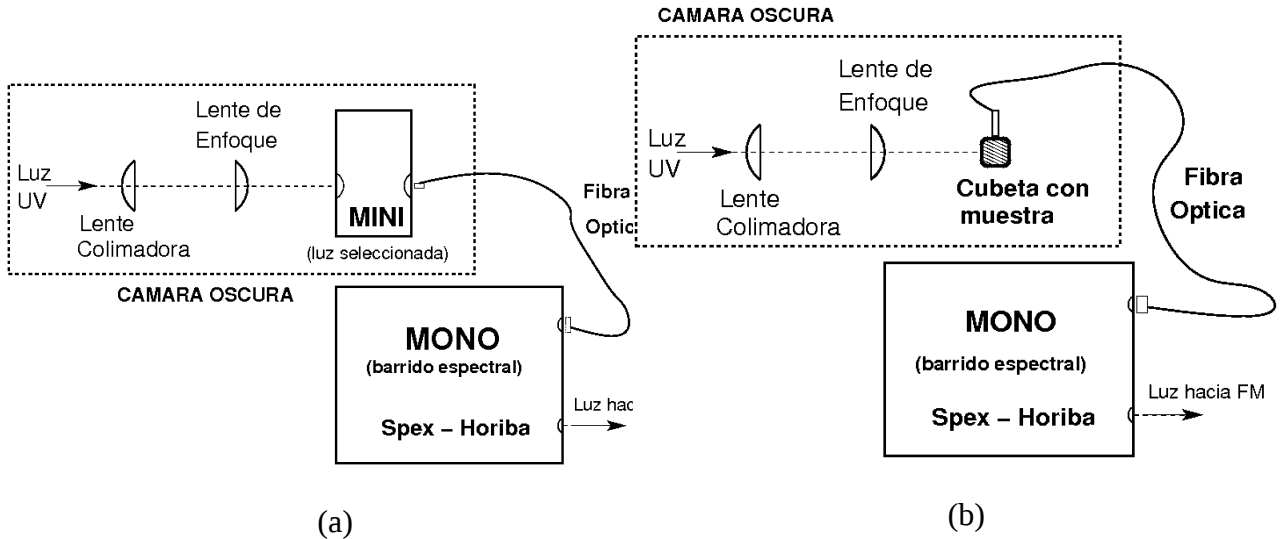 Luz
UV
Lente
Colimadora
Lente de
Enfoque
MINI
(luz seleccionada)
Fibra
Optic
CAMARA OSCURA
MONO
(barrido espectral)
Spex – Horiba
Luz hac
(a)
CAMARA OSCURA
Luz
UV
Lente
Colimadora
Lente de
Enfoque
Cubeta con
muestra
Fibra
Optica
MONO
(barrido espectral)
Spex – Horiba
Luz hacia FM
(b)